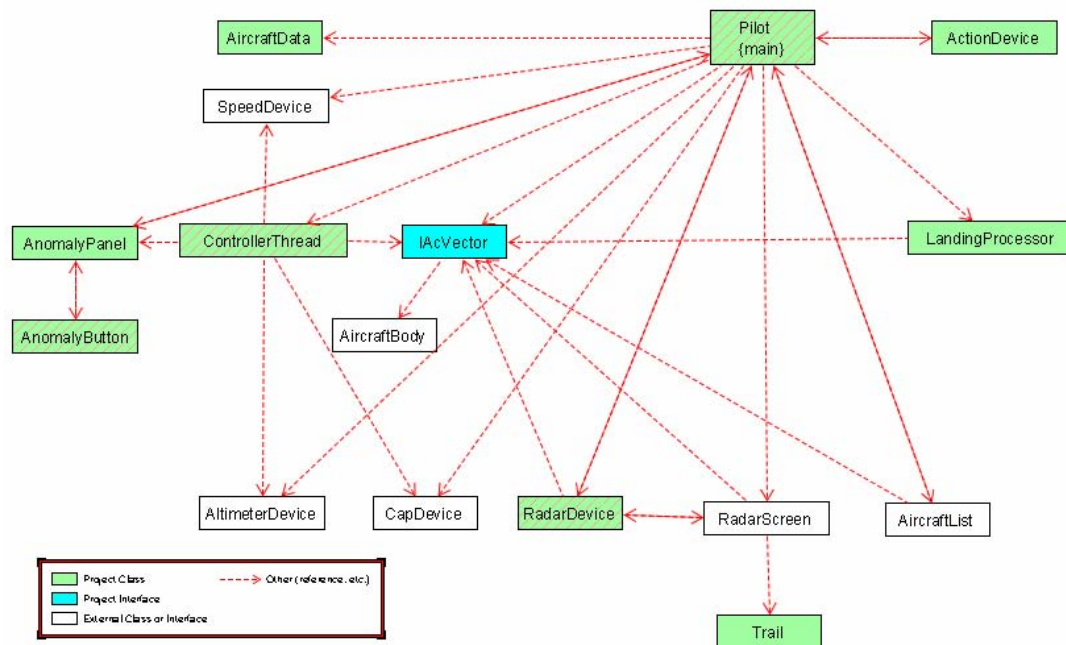 Pilot
{main}
AircraftData
ActionDevice
SpeedDevice
AnomalyPanel
ControllerThread
IAcVector
LandingProcessor
AnomalyButton
AircraftBody
AltimeterDevice
CapDevice
RadarDevice
RadarScreen
AircraftList
Project Class
Other (reference. etc.)
Project Interface
External Class or Interface
Trail